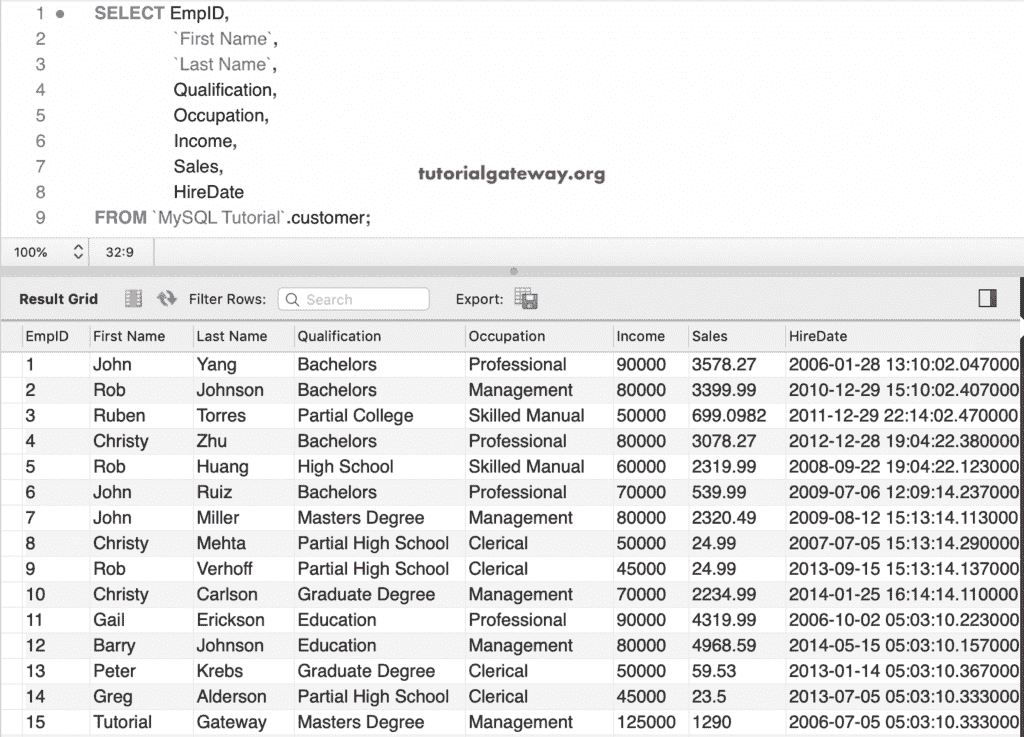 1 SELECT EmpID,
2 `First Name`,
3 `Last Name`,
4 Qualification,
5 Occupation,
6 Income,
7 Sales,
tutorialgateway.org
8 HireDate
9 FROM `MySQL Tutorial`.customer;
100% 32:9
Result Grid Filter Rows: Search Export:
EmpID First Name Last Name Qualification Occupation Income Sales HireDate
1 John Yang Bachelors Professional 90000 3578.27 2006-01-28 13:10:02.047000
2 Rob Johnson Bachelors Management 80000 3399.99 2010-12-29 15:10:02.407000
3 Ruben Torres Partial College Skilled Manual 50000 699.0982 2011-12-29 22:14:02.470000
4 Christy Zhu Bachelors Professional 80000 3078.27 2012-12-28 19:04:22.380000
5 Rob Huang High School Skilled Manual 60000 2319.99 2008-09-22 19:04:22.123000
6 John Ruiz Bachelors Professional 70000 539.99 2009-07-06 12:09:14.237000
7 John Miller Masters Degree Management 80000 2320.49 2009-08-12 15:13:14.113000
8 Christy Mehta Partial High School Clerical 50000 24.99 2007-07-05 15:13:14.290000
9 Rob Verhoff Partial High School Clerical 45000 24.99 2013-09-15 15:13:14.137000
10 Christy Carlson Graduate Degree Management 70000 2234.99 2014-01-25 16:14:14.110000
11 Gail Erickson Education Professional 90000 4319.99 2006-10-02 05:03:10.223000
12 Barry Johnson Education Management 80000 4968.59 2014-05-15 05:03:10.157000
13 Peter Krebs Graduate Degree Clerical 50000 59.53 2013-01-14 05:03:10.367000
14 Greg Alderson Partial High School Clerical 45000 23.5 2013-07-05 05:03:10.333000
15 Tutorial Gateway Masters Degree Management 125000 1290 2006-07-05 05:03:10.333000